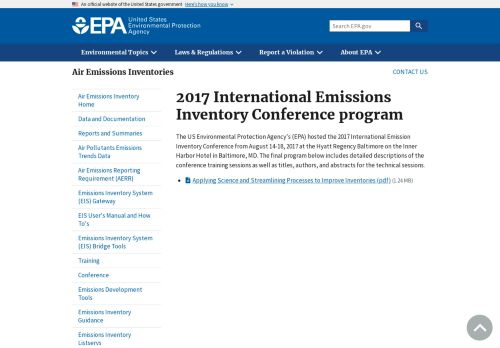 An official website of the United States government Here's how you know
EPA United States
Environmental Protection
Agency
Search EPA.gov
Environmental Topics Laws & Regulations Report a Violation About EPA
Air Emissions Inventories
CONTACT US
Air Emissions Inventory
Home
Data and Documentation
Reports and Summaries
Air Pollutants Emissions
Trends Data
Air Emissions Reporting
Requirement (AERR)
Emissions Inventory System
(EIS) Gateway
EIS User's Manual and How
To's
Emissions Inventory System
(EIS) Bridge Tools
Training
Conference
Emissions Development
Tools
Emissions Inventory
Guidance
Emissions Inventory
Listservs
2017 International Emissions
Inventory Conference program
The US Environmental Protection Agency's (EPA) hosted the 2017 International Emission
Inventory Conference from August 14-18, 2017 at the Hyatt Regency Baltimore on the Inner
Harbor Hotel in Baltimore, MD. The final program below includes detailed descriptions of the
conference training sessions as well as titles, authors, and abstracts for the technical sessions.
Applying Science and Streamlining Processes to Improve Inventories (pdf) (1.24 MB)